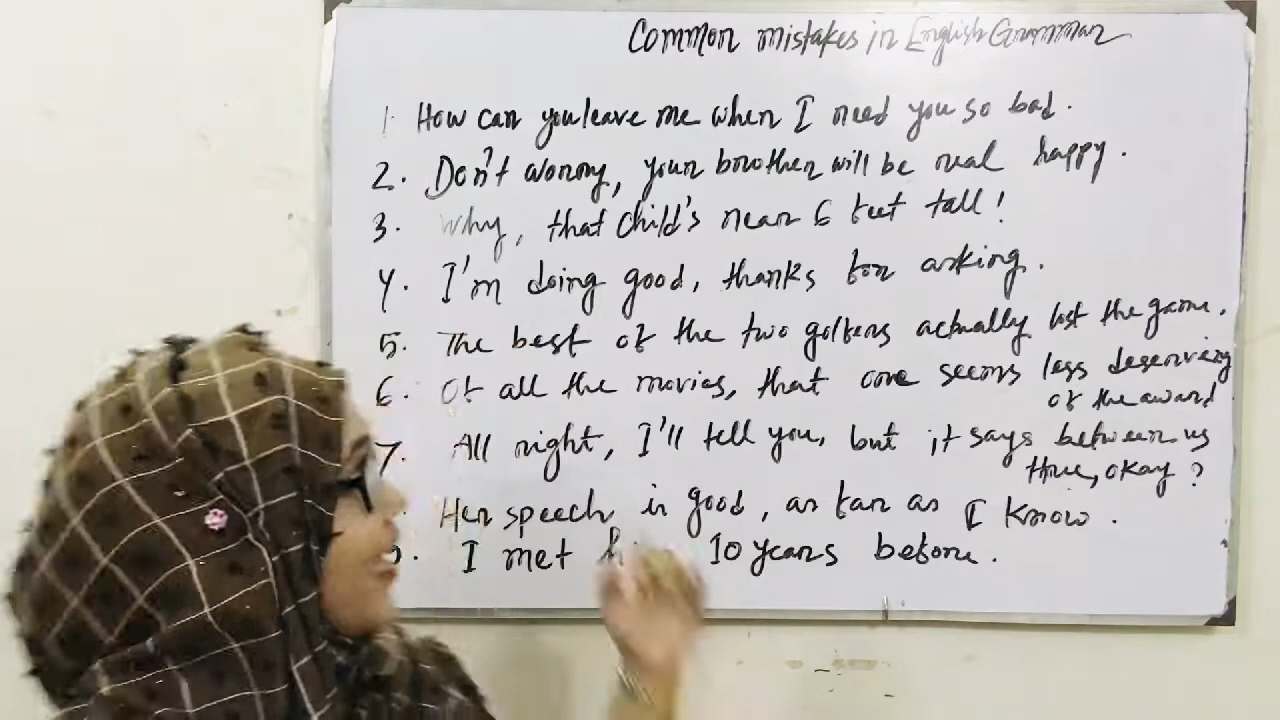 Common mistakes in English Grammar
1. How can you leave me when I need you so bad.
2. Don't worry, your brother will be real happy.
3. Why, that child's near 6 feet tall!
4. I'm doing good, thanks for asking.
5. The best of the two golfers actually lost the game.
6. Of all the movies, that one seems less deserving
of the award
7. All right, I'll tell you, but it says between us
three, okay?
Her speech is good, as far as I know.
I met 10 years before.